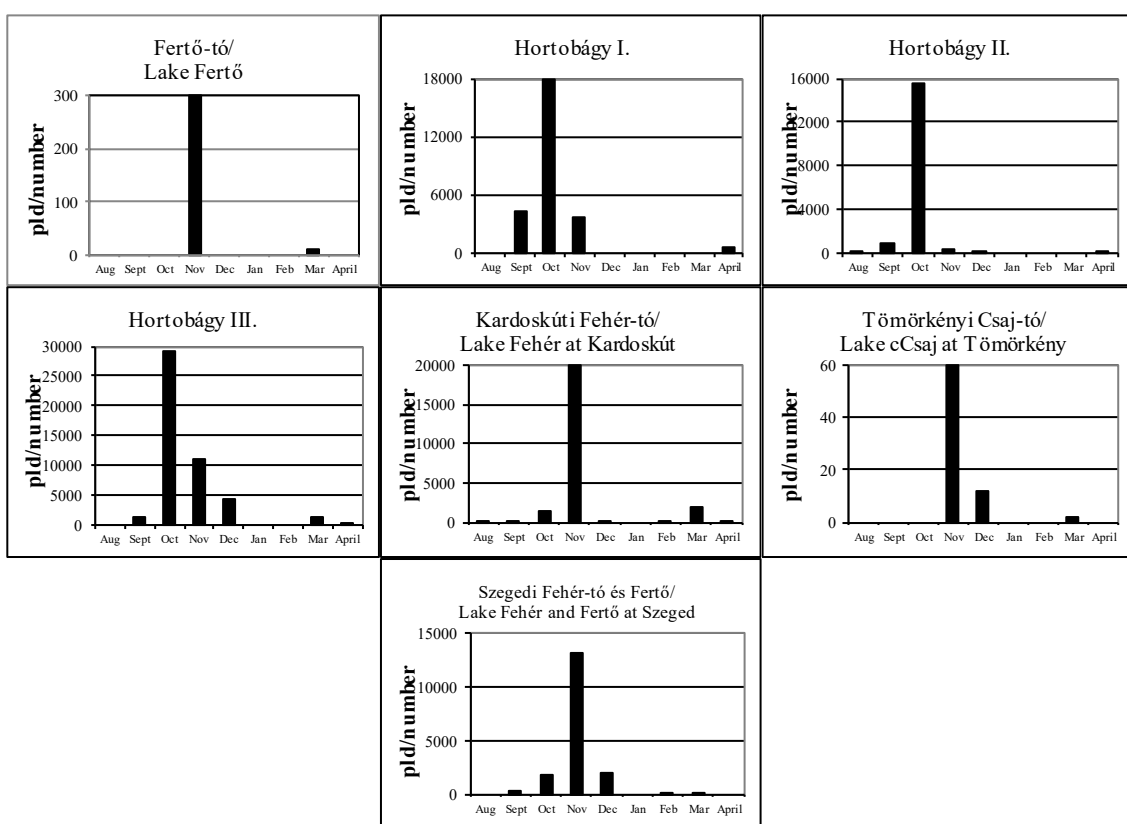 Fertő-tó/
Lake Fertő
pld/number
300
200
100
0
Aug Sept Oct Nov Dec Jan Feb Mar April
Hortobágy I.
pld/number
18000
12000
6000
0
Aug Sept Oct Nov Dec Jan Feb Mar April
Hortobágy II.
pld/number
16000
12000
8000
4000
0
Aug Sept Oct Nov Dec Jan Feb Mar April
Hortobágy III.
pld/number
30000
25000
20000
15000
10000
5000
0
Aug Sept Oct Nov Dec Jan Feb Mar April
Kardoskúti Fehér-tó/
Lake Fehér at Kardoskút
pld/number
20000
15000
10000
5000
0
Aug Sept Oct Nov Dec Jan Feb Mar April
Tömörkényi Csaj-tó/
Lake cCsaj at Tömörkény
pld/number
60
40
20
0
Aug Sept Oct Nov Dec Jan Feb Mar April
Szegedi Fehér-tó és Fertő/
Lake Fehér and Fertő at Szeged
pld/number
15000
10000
5000
0
Aug Sept Oct Nov Dec Jan Feb Mar April